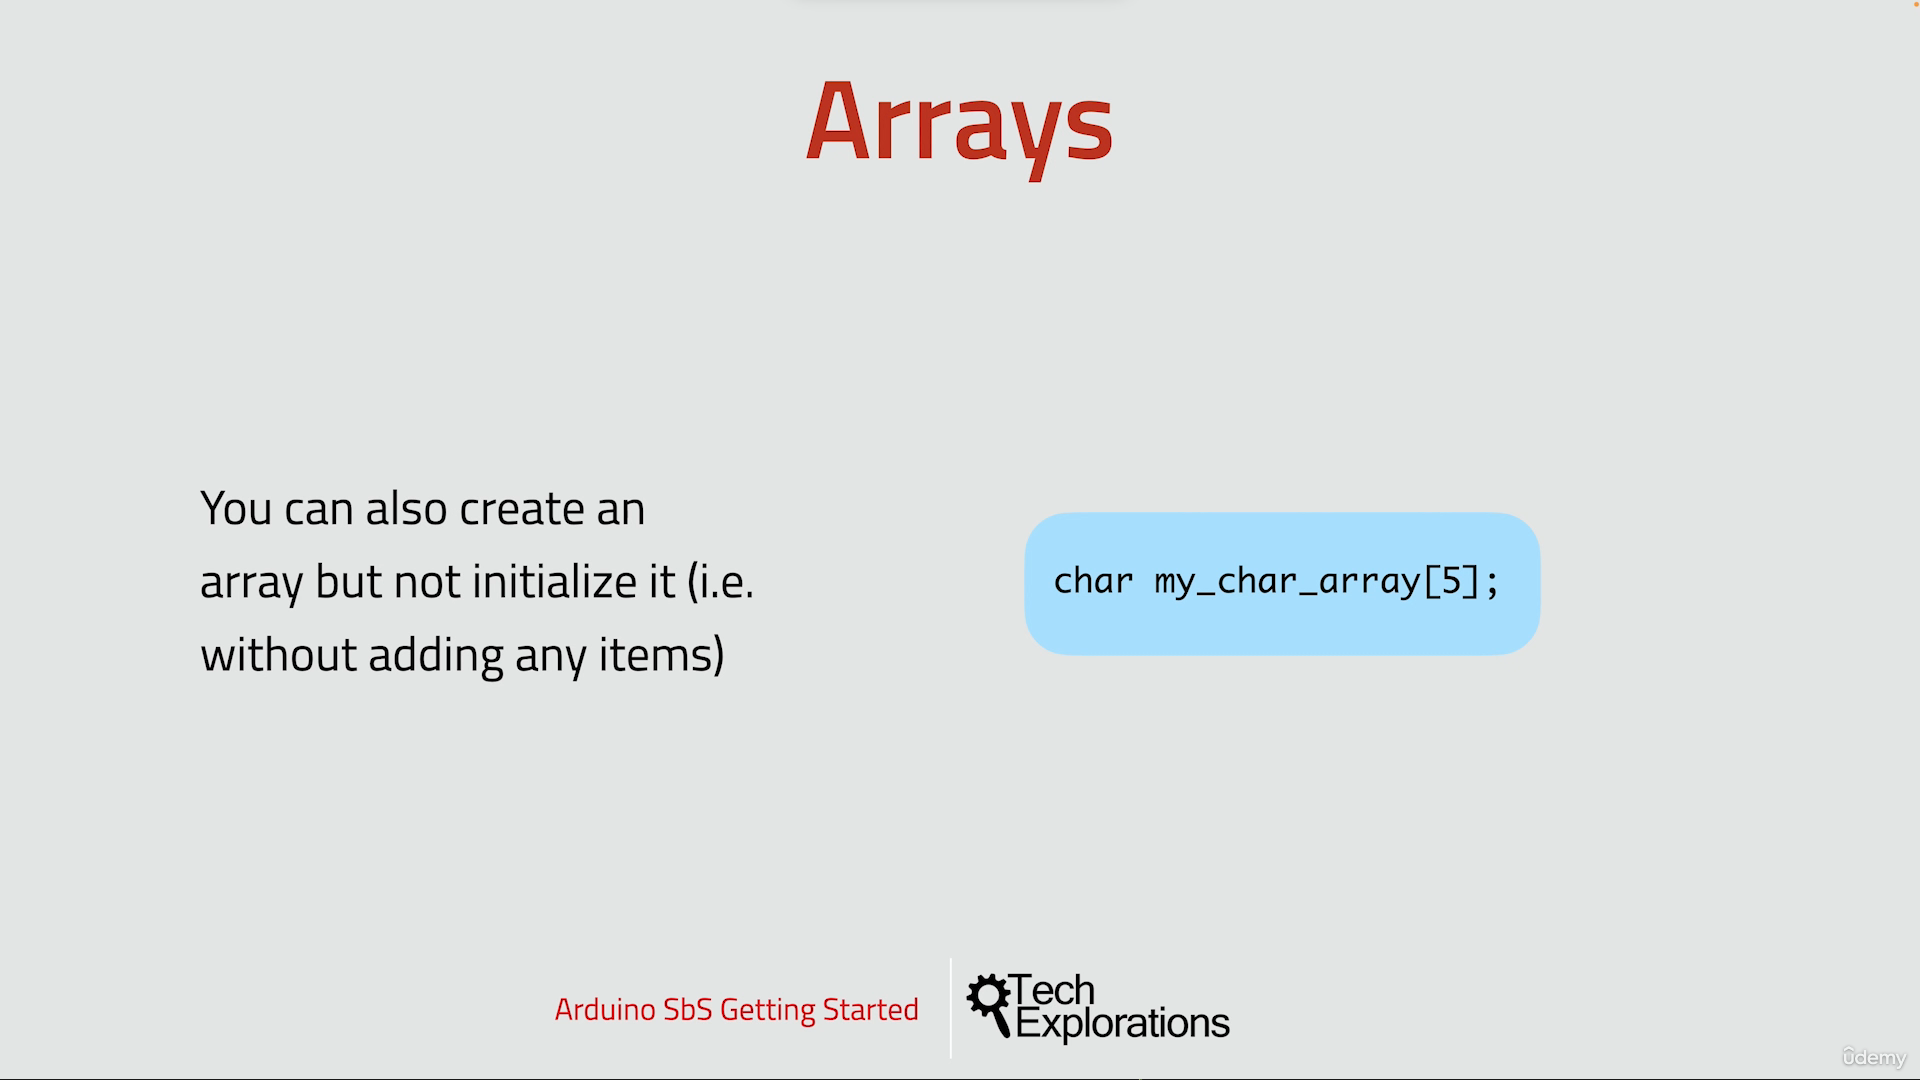 Arrays
You can also create an
array but not initialize it (i.e.
without adding any items)
char my_char_array[5];
Arduino SbS Getting Started
Tech
Explorations
ûdemy